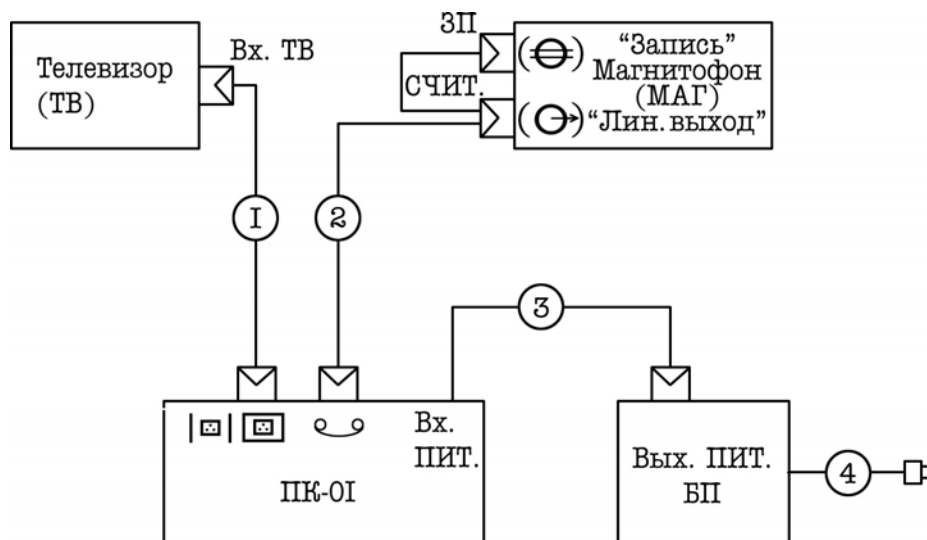 Телевизор
(ТВ)
Вх. ТВ
ЗП
СЧИТ.
“Запись”
Магнитофон
(МАГ)
“Лин. выход”
I
2
3
Вх.
ПИТ.
ПК-0I
Вых. ПИТ.
БП
4